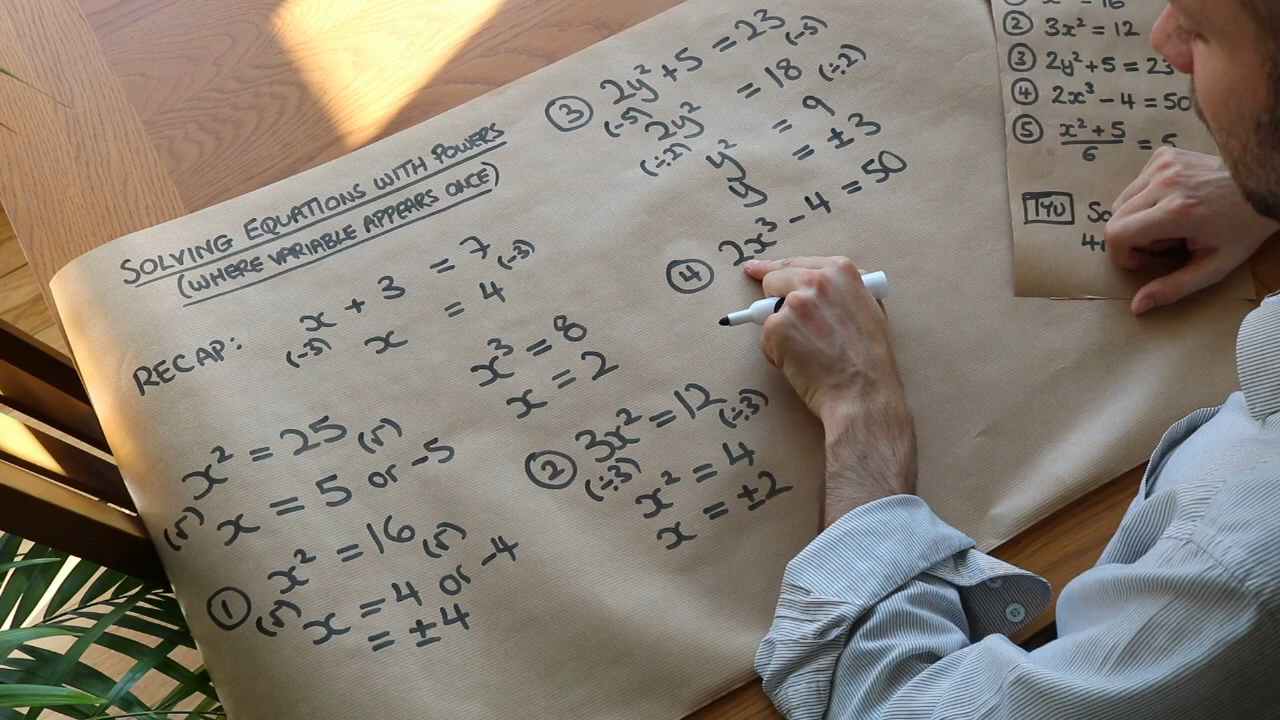 SOLVING EQUATIONS WITH POWERS
(WHERE VARIABLE APPEARS ONCE)
RECAP: x + 3 = 7
(-3) x = 4 (-3)
x² = 25 (√)
(√) x = 5 or -5
x³ = 8
x = 2
① x² = 16 (√)
(√) x = 4 or -4
= ±4
② 3x² = 12 (÷3)
(÷3) x² = 4
x = ±2
③ 2y² + 5 = 23 (-5)
(-5) 2y² = 18 (÷2)
(÷2) y² = 9
y = ±3
④ 2x³ - 4 = 50
= 16
② 3x² = 12
③ 2y² + 5 = 23
④ 2x³ - 4 = 50
⑤ x² + 5 / 6 = 5
TYU